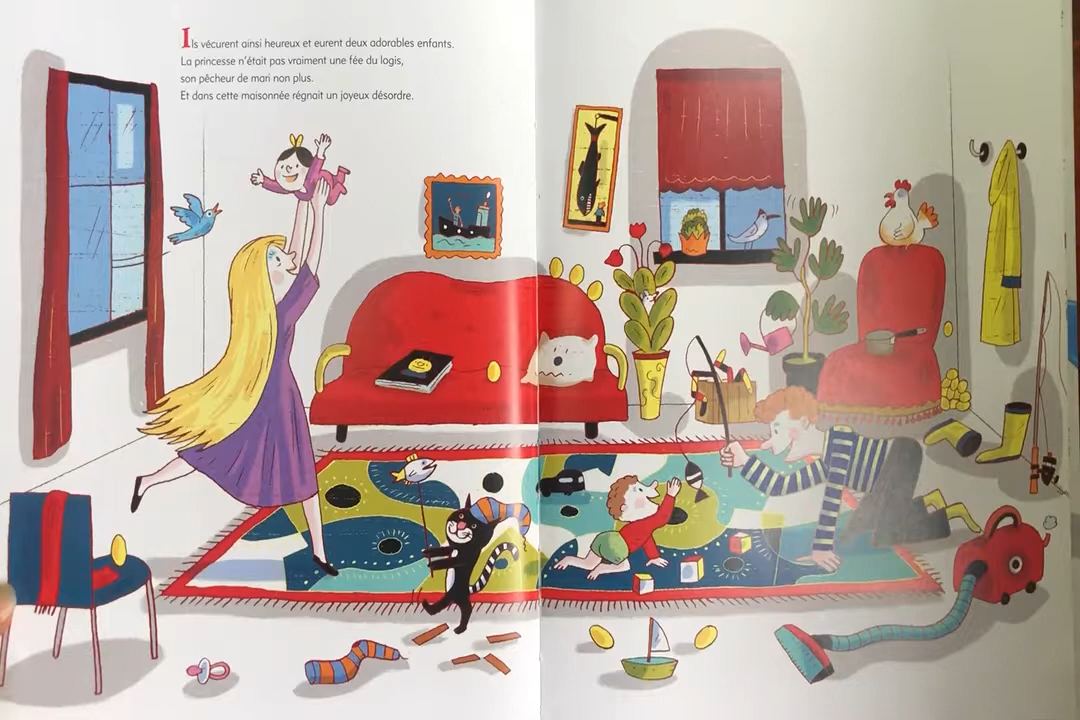 Ils vécurent ainsi heureux et eurent deux adorables enfants.
La princesse n'était pas vraiment une fée du logis,
son pêcheur de mari non plus.
Et dans cette maisonnée régnait un joyeux désordre.